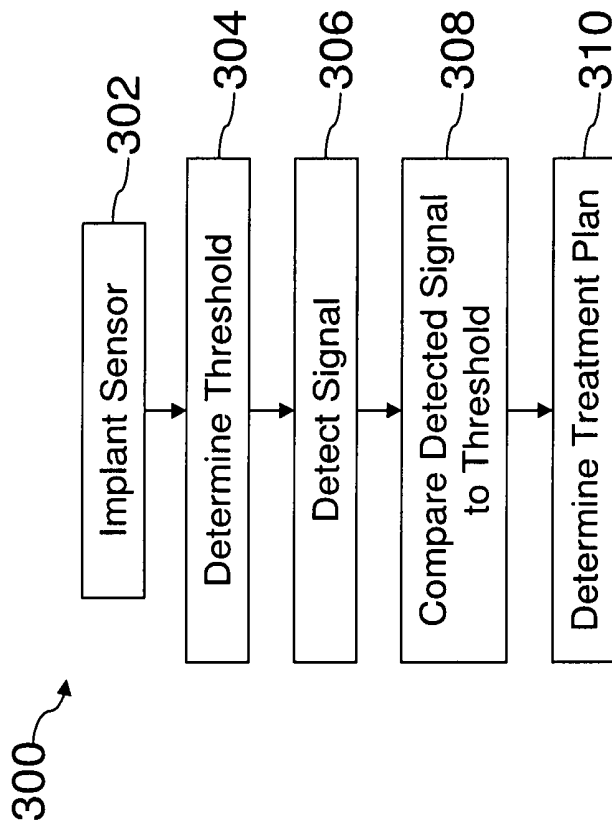 300
Implant Sensor
302
Determine Threshold
304
Detect Signal
306
Compare Detected Signal
to Threshold
308
Determine Treatment Plan
310